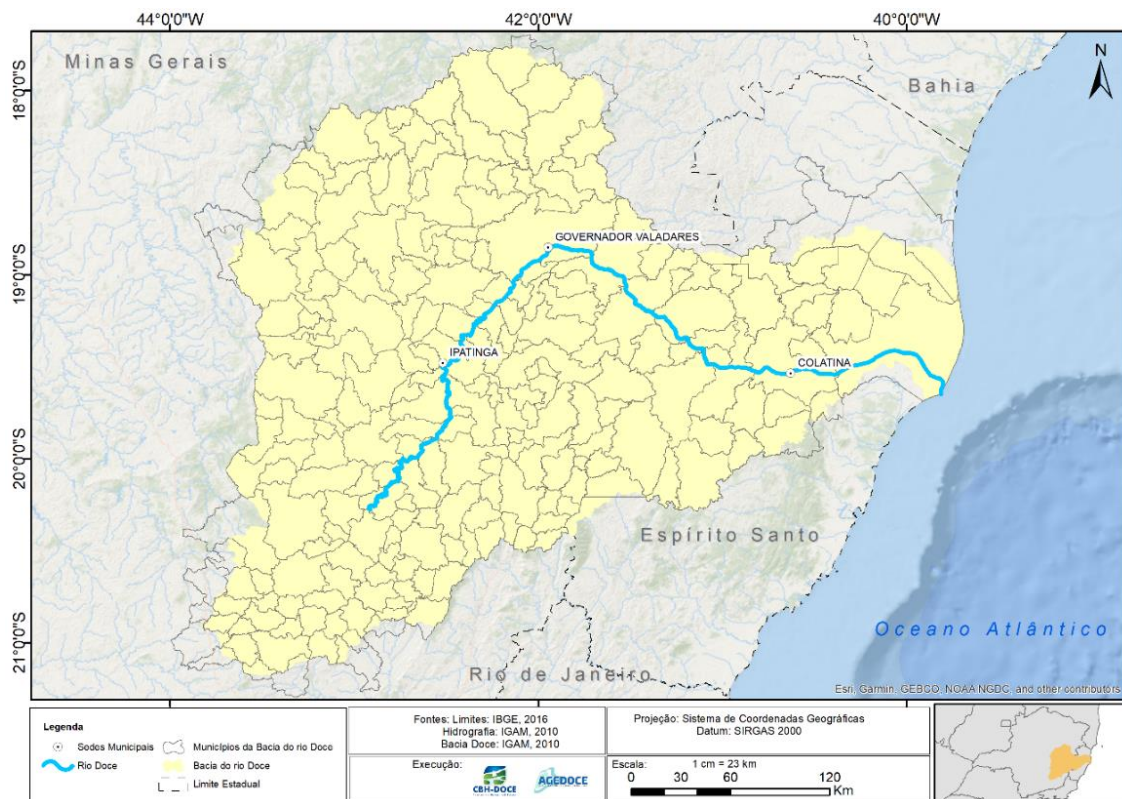 44°0'0"W
42°0'0"W
40°0'0"W
Minas Gerais
N
18°0'0"S
Bahia
GOVERNADOR VALADARES
19°0'0"S
IPATINGA
COLATINA
20°0'0"S
Espírito Santo
21°0'0"S
Oceano Atlântico
Rio de Janeiro
Esri, Garmin, GEBCO, NOAA NGDC, and other contributors
Legenda
Sedes Municipais
Municípios da Bacia do rio Doce
Rio Doce
Bacia do rio Doce
Limite Estadual
Fontes: Limites: IBGE, 2016
Hidrografia: IGAM, 2010
Bacia Doce: IGAM, 2010
Execução:
CBH-DOCE
AGEDOCE
Projeção: Sistema de Coordenadas Geográficas
Datum: SIRGAS 2000
Escala: 1 cm = 23 km
0 30 60 120
Km